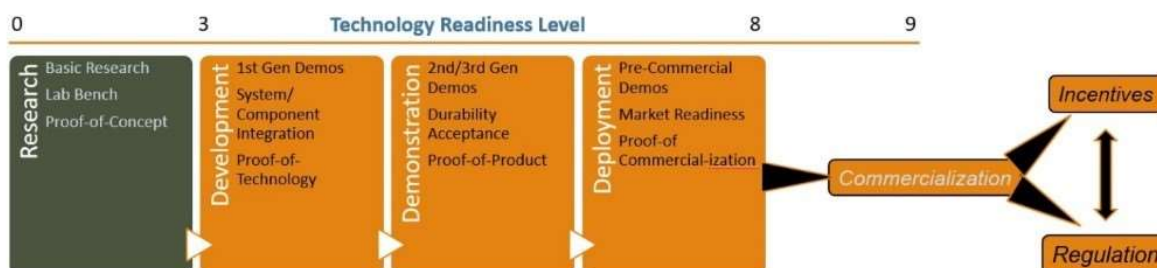 0 3 Technology Readiness Level 8 9
Research
Basic Research
Lab Bench
Proof-of-Concept
Development
1st Gen Demos
System/
Component
Integration
Proof-of-
Technology
Demonstration
2nd/3rd Gen
Demos
Durability
Acceptance
Proof-of-Product
Deployment
Pre-Commercial
Demos
Market Readiness
Proof-of
Commercial-ization
Commercialization
Incentives
Regulation